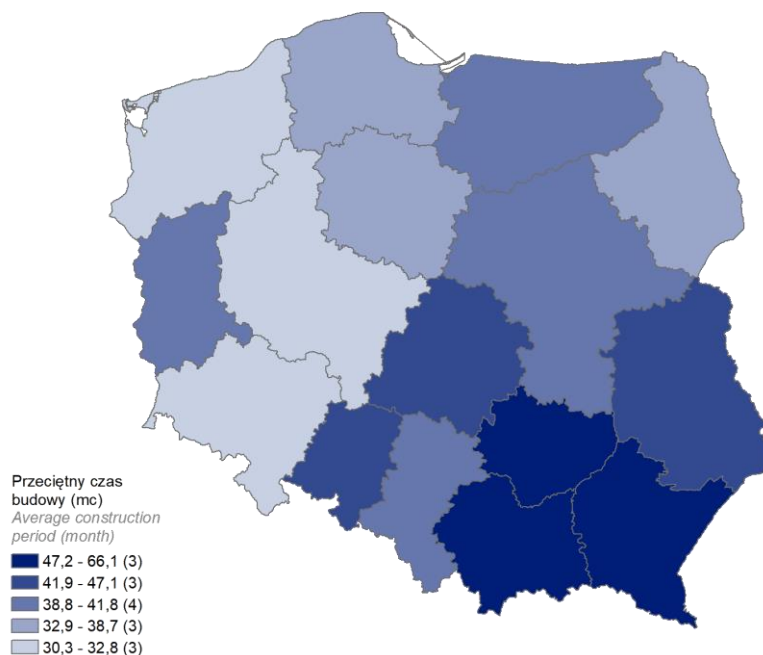 Przeciętny czas
budowy (mc)
Average construction
period (month)
47,2 - 66,1 (3)
41,9 - 47,1 (3)
38,8 - 41,8 (4)
32,9 - 38,7 (3)
30,3 - 32,8 (3)